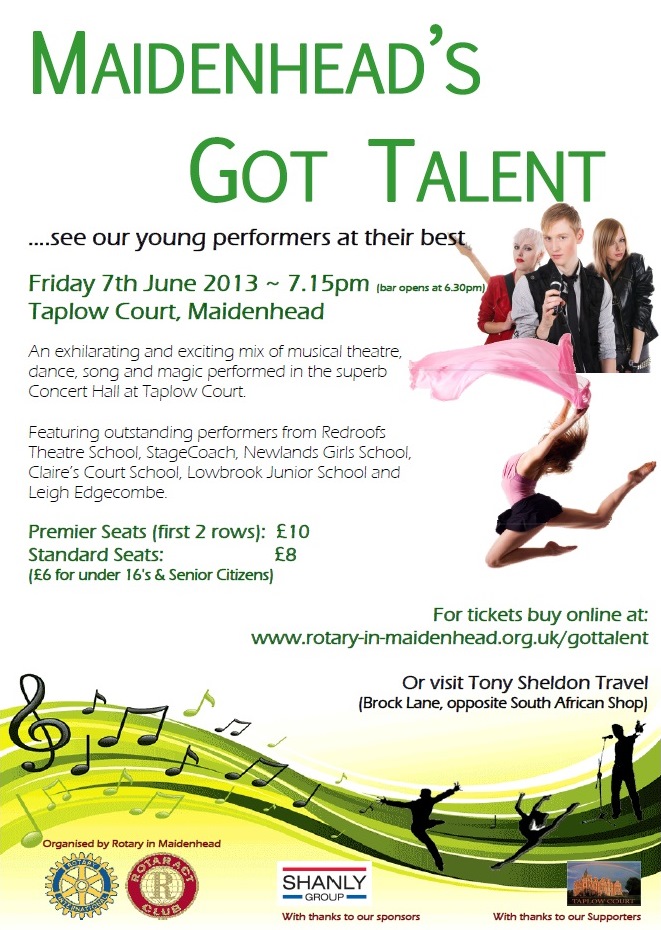 MAIDENHEAD'S
GOT TALENT
....see our young performers at their best
Friday 7th June 2013 ~ 7.15pm (bar opens at 6.30pm)
Taplow Court, Maidenhead
An exhilarating and exciting mix of musical theatre,
dance, song and magic performed in the superb
Concert Hall at Taplow Court.
Featuring outstanding performers from Redroofs
Theatre School, StageCoach, Newlands Girls School,
Claire's Court School, Lowbrook Junior School and
Leigh Edgecombe.
Premier Seats (first 2 rows): £10
Standard Seats: £8
(£6 for under 16's & Senior Citizens)
For tickets buy online at:
www.rotary-in-maidenhead.org.uk/gottalent
Or visit Tony Sheldon Travel
(Brock Lane, opposite South African Shop)
Organised by Rotary in Maidenhead
ROTARY
INTERNATIONAL
ROTARACT
R
CLUB
SHANLY
GROUP
TAPLOW COURT
With thanks to our sponsors
With thanks to our Supporters